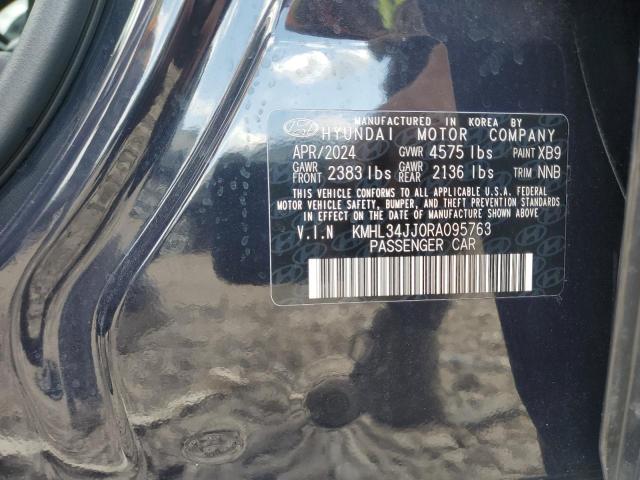 MANUFACTURED IN KOREA BY
HYUNDAI MOTOR COMPANY
APR/2024 GVWR 4575 lbs PAINT XB9
GAWR FRONT 2383 lbs GAWR REAR 2136 lbs TRIM NNB
THIS VEHICLE CONFORMS TO ALL APPLICABLE U.S.A. FEDERAL
MOTOR VEHICLE SAFETY, BUMPER, AND THEFT PREVENTION STANDARDS
IN EFFECT ON THE DATE OF MANUFACTURE SHOWN ABOVE.
V.I.N KMHL34JJ0RA095763
PASSENGER CAR